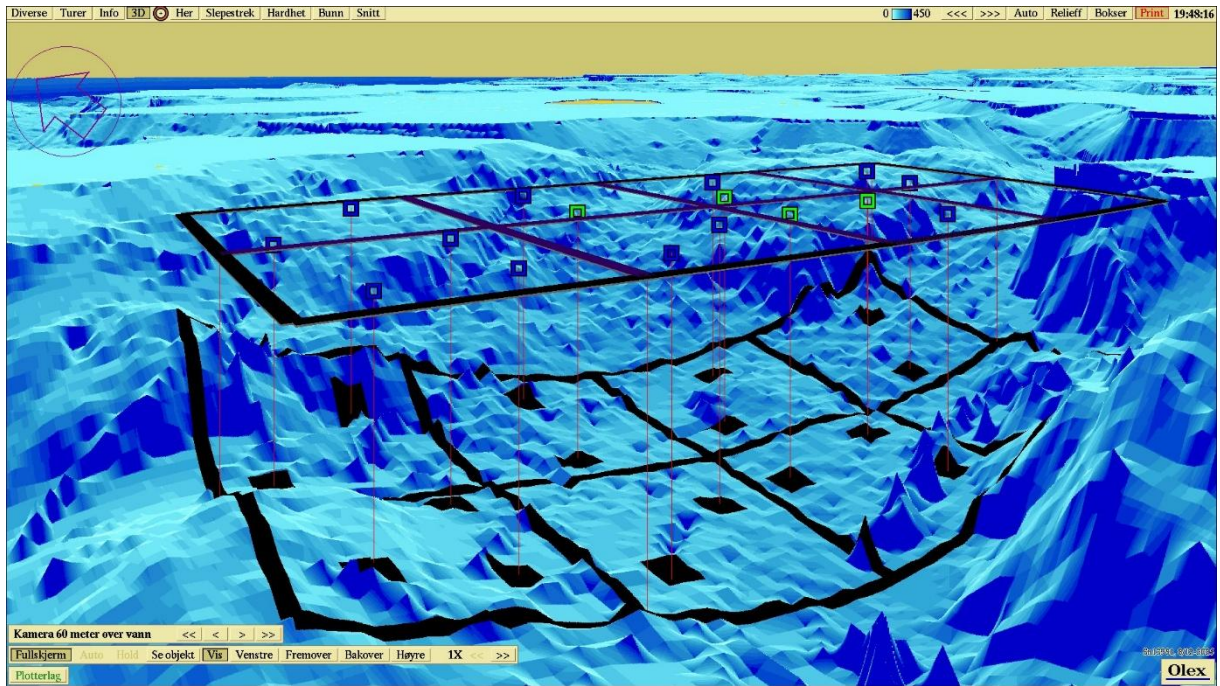 Diverse Turer Info 3D Her Slepestrek Hardhet Bunn Snitt 0 450 <<< >>> Auto Relieff Bokser Print 19:48:16
Kamera 60 meter over vann << < > >>
Fullskjerm Auto Hold Se objekt Vis Venstre Fremover Bakover Høyre 1X << >>
Plotterlag
Olex